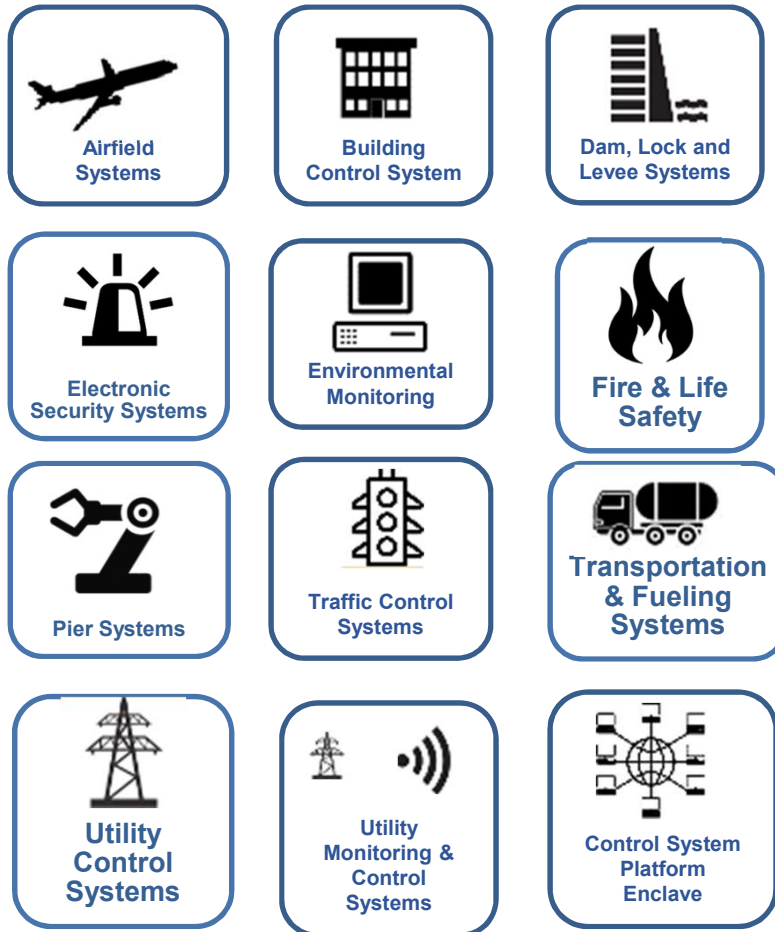 Airfield
Systems
Building
Control System
Dam, Lock and
Levee Systems
Electronic
Security Systems
Environmental
Monitoring
Fire & Life
Safety
Pier Systems
Traffic Control
Systems
Transportation
& Fueling
Systems
Utility
Control
Systems
Utility
Monitoring &
Control
Systems
Control System
Platform
Enclave